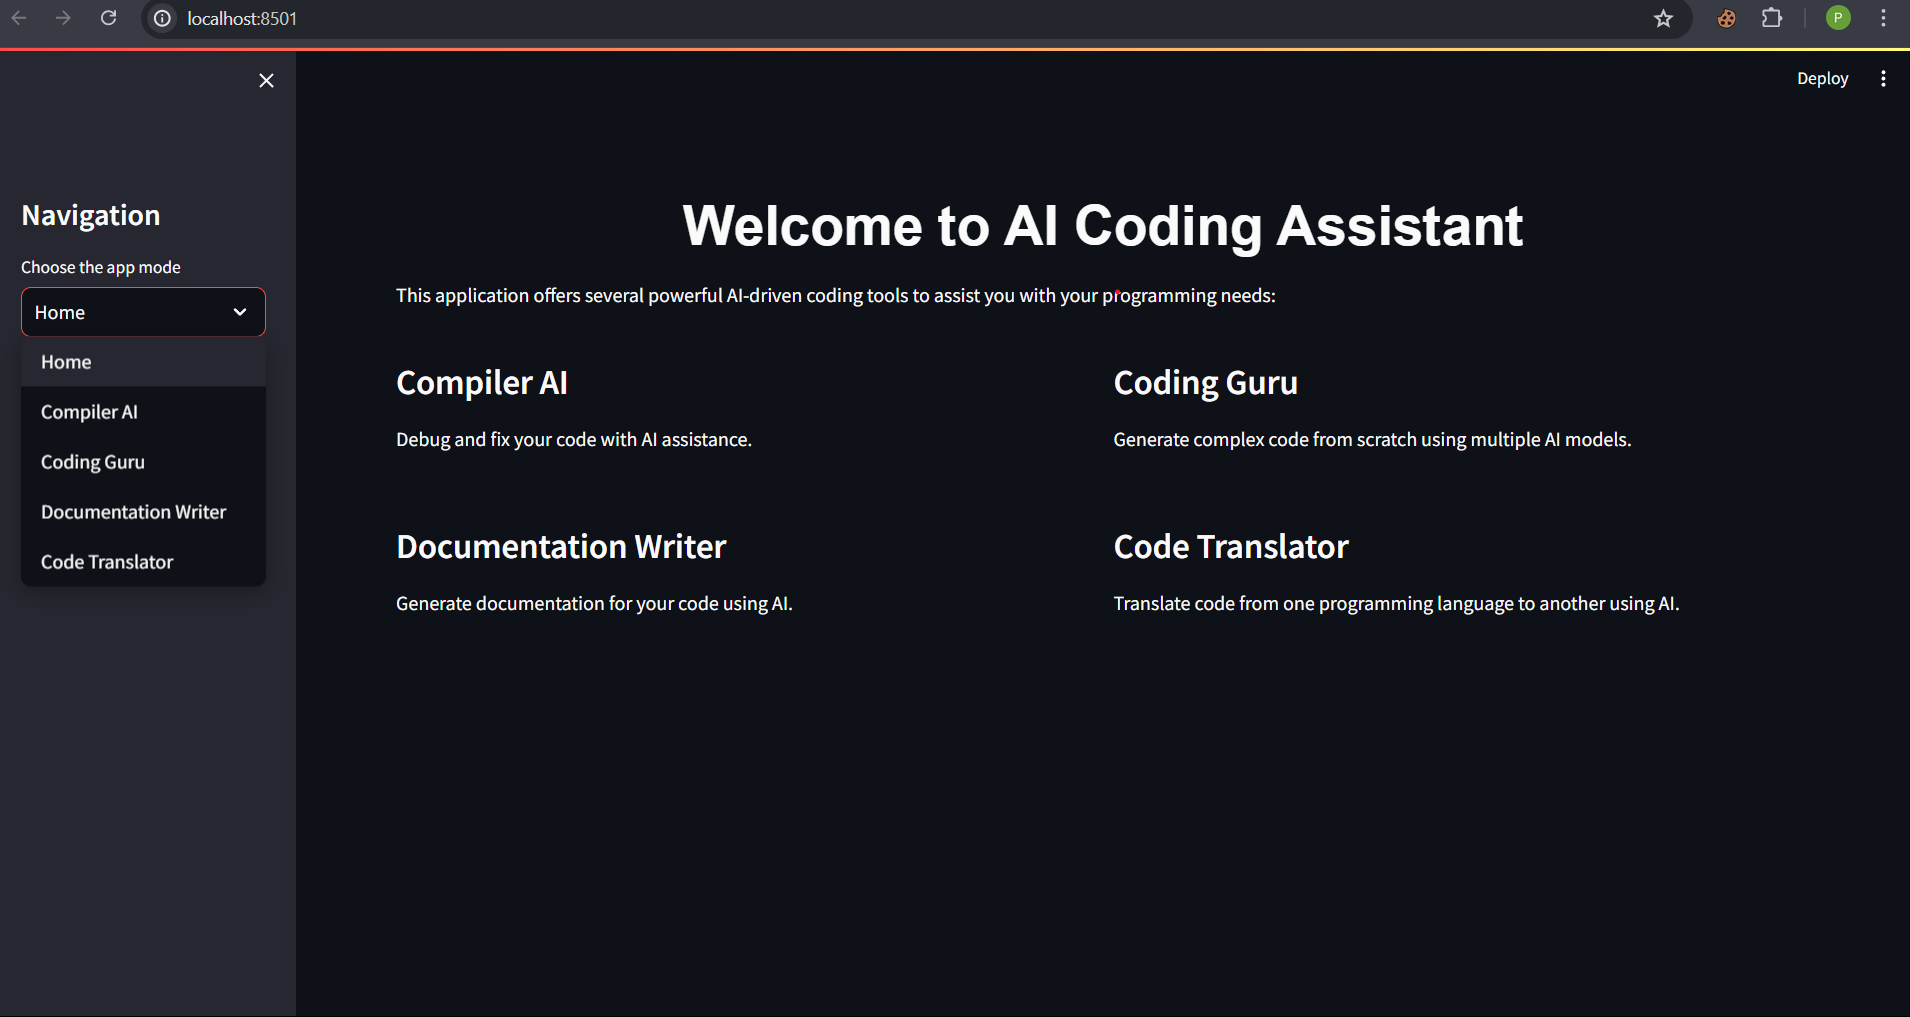 localhost:8501
P
Deploy
Navigation
Choose the app mode
Home
Home
Compiler AI
Coding Guru
Documentation Writer
Code Translator
Welcome to AI Coding Assistant
This application offers several powerful AI-driven coding tools to assist you with your programming needs:
Compiler AI
Debug and fix your code with AI assistance.
Coding Guru
Generate complex code from scratch using multiple AI models.
Documentation Writer
Generate documentation for your code using AI.
Code Translator
Translate code from one programming language to another using AI.